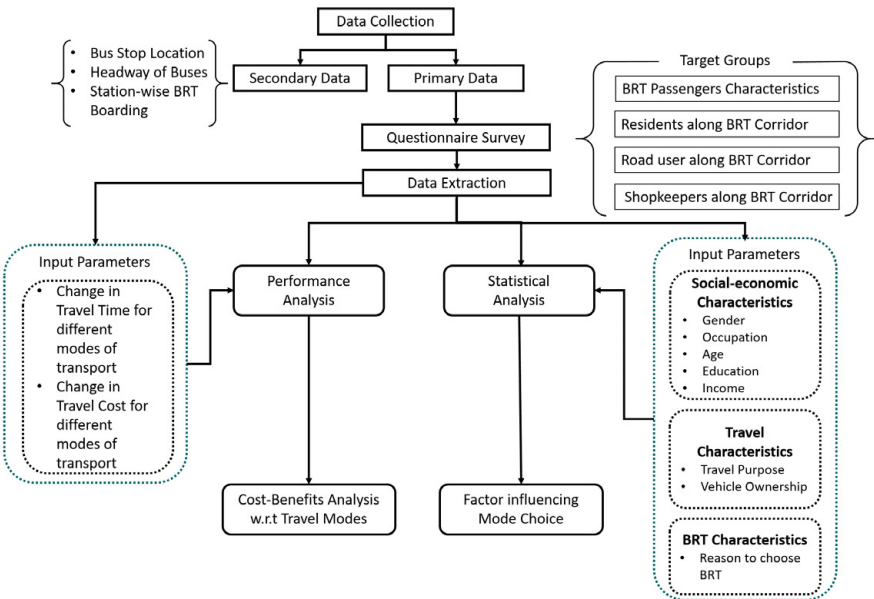 Data Collection
• Bus Stop Location
• Headway of Buses
• Station-wise BRT
Boarding
Secondary Data
Primary Data
Target Groups
BRT Passengers Characteristics
Residents along BRT Corridor
Road user along BRT Corridor
Shopkeepers along BRT Corridor
Questionnaire Survey
Data Extraction
Input Parameters
• Change in
Travel Time for
different
modes of
transport
• Change in
Travel Cost for
different
modes of
transport
Performance
Analysis
Statistical
Analysis
Input Parameters
Social-economic
Characteristics
• Gender
• Occupation
• Age
• Education
• Income
Travel
Characteristics
• Travel Purpose
• Vehicle Ownership
BRT Characteristics
• Reason to choose
BRT
Cost-Benefits Analysis
w.r.t Travel Modes
Factor influencing
Mode Choice